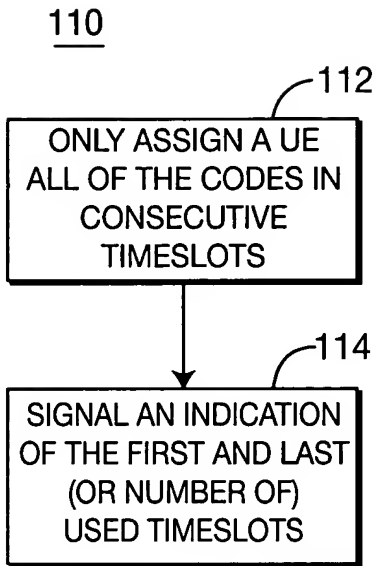 110
112
ONLY ASSIGN A UE
ALL OF THE CODES IN
CONSECUTIVE
TIMESLOTS
114
SIGNAL AN INDICATION
OF THE FIRST AND LAST
(OR NUMBER OF)
USED TIMESLOTS